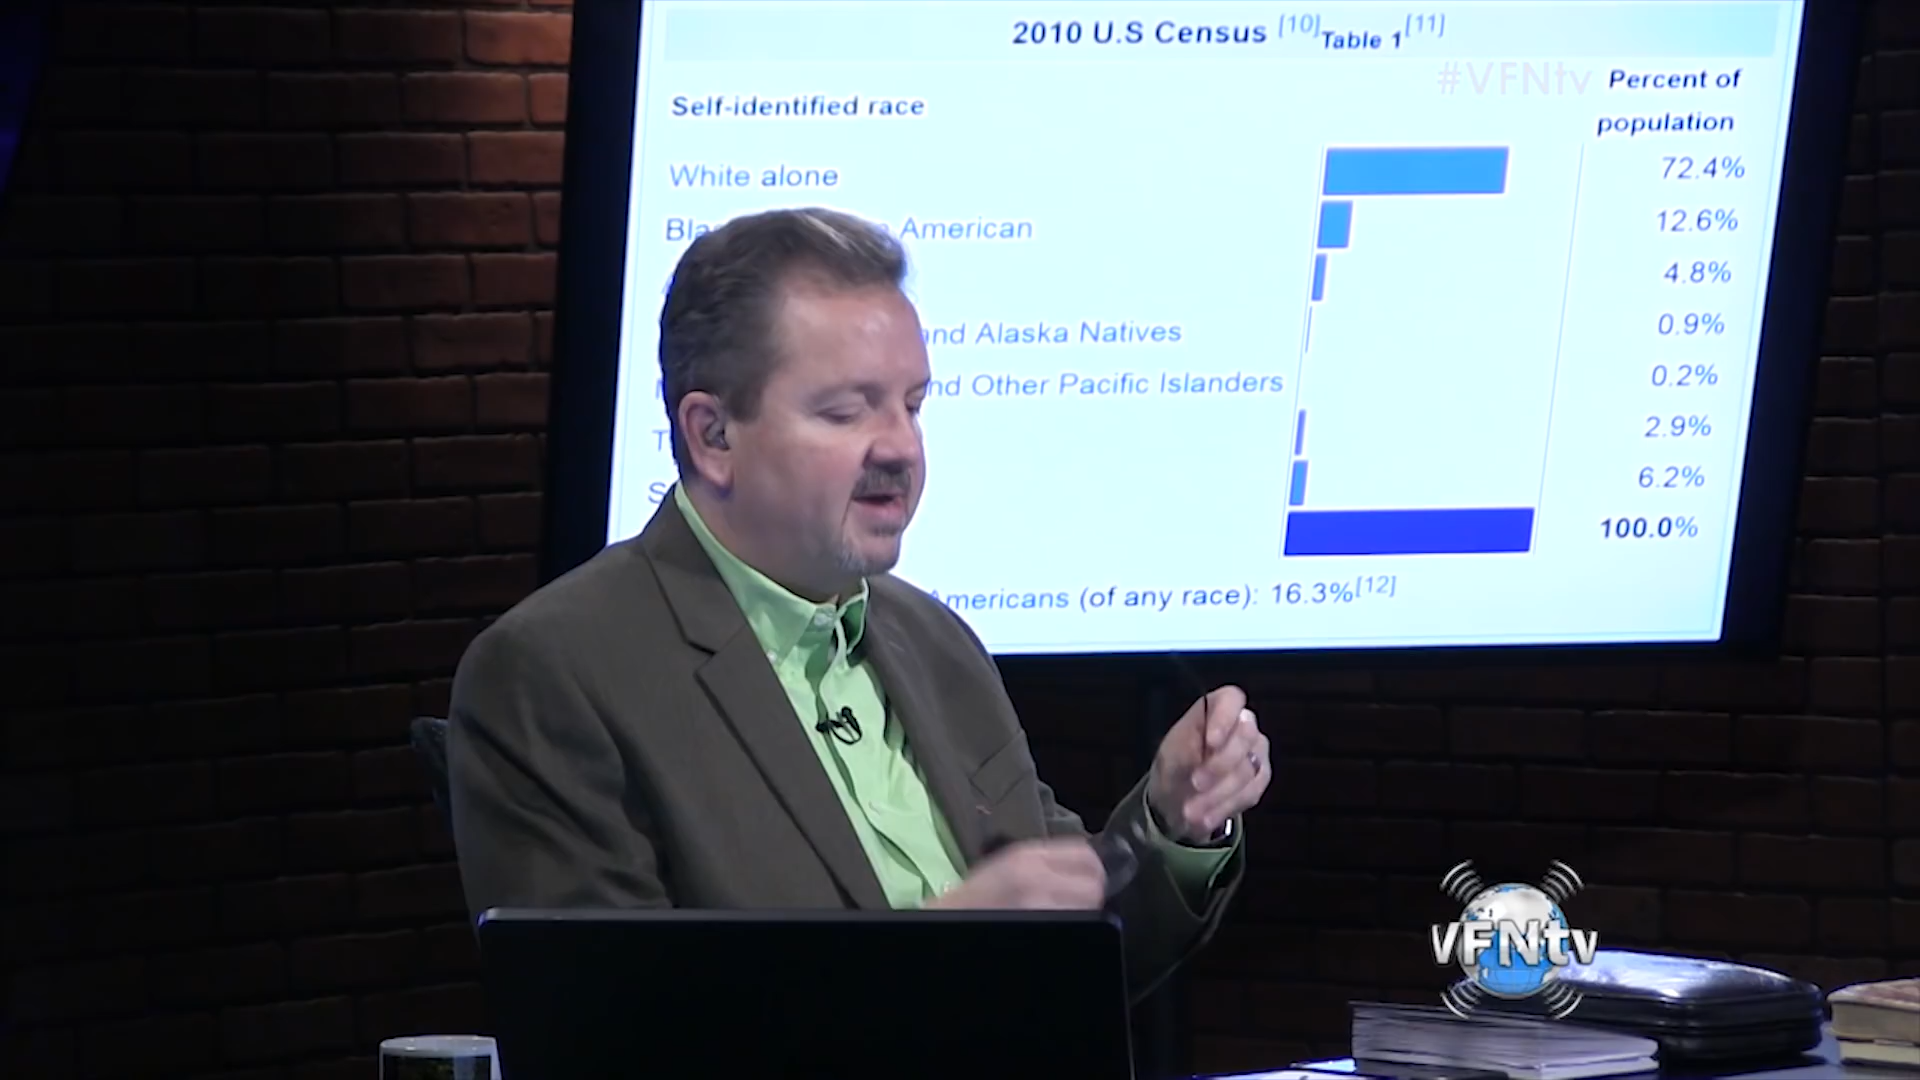 2010 U.S Census [10] Table 1 [11]
#VFNtv
Percent of
population
Self-identified race
White alone 72.4%
American 12.6%
4.8%
and Alaska Natives 0.9%
and Other Pacific Islanders 0.2%
2.9%
6.2%
100.0%
Americans (of any race): 16.3%[12]
VFNtv